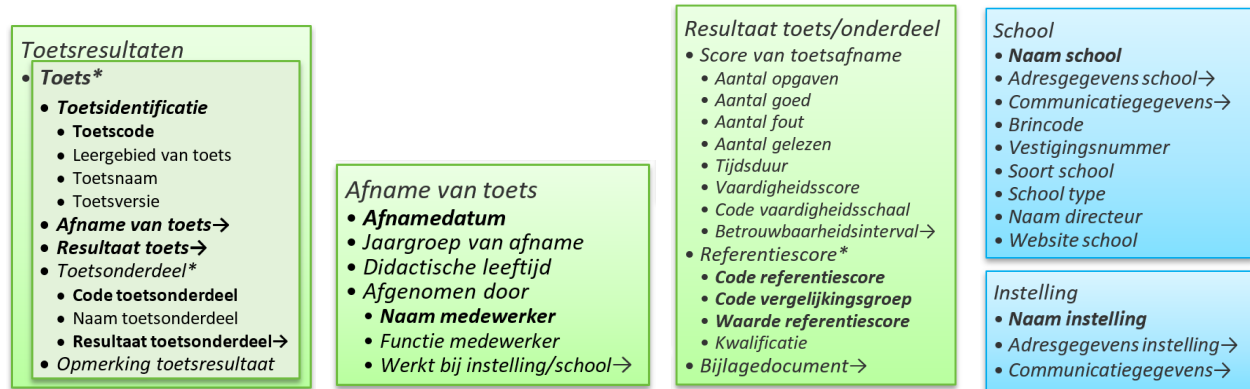 Toetsresultaten
• Toets*
• Toetsidentificatie
• Toetscode
• Leergebied van toets
• Toetsnaam
• Toetsversie
• Afname van toets→
• Resultaat toets→
• Toetsonderdeel*
• Code toetsonderdeel
• Naam toetsonderdeel
• Resultaat toetsonderdeel→
• Opmerking toetsresultaat
Afname van toets
• Afnamedatum
• Jaargroep van afname
• Didactische leeftijd
• Afgenomen door
• Naam medewerker
• Functie medewerker
• Werkt bij instelling/school→
Resultaat toets/onderdeel
• Score van toetsafname
• Aantal opgaven
• Aantal goed
• Aantal fout
• Aantal gelezen
• Tijdsduur
• Vaardigheidsscore
• Code vaardigheidsschaal
• Betrouwbaarheidsinterval→
• Referentiescore*
• Code referentiescore
• Code vergelijkingsgroep
• Waarde referentiescore
• Kwalificatie
• Bijlagedocument→
School
• Naam school
• Adresgegevens school→
• Communicatiegegevens→
• Brincode
• Vestigingsnummer
• Soort school
• School type
• Naam directeur
• Website school
Instelling
• Naam instelling
• Adresgegevens instelling→
• Communicatiegegevens→